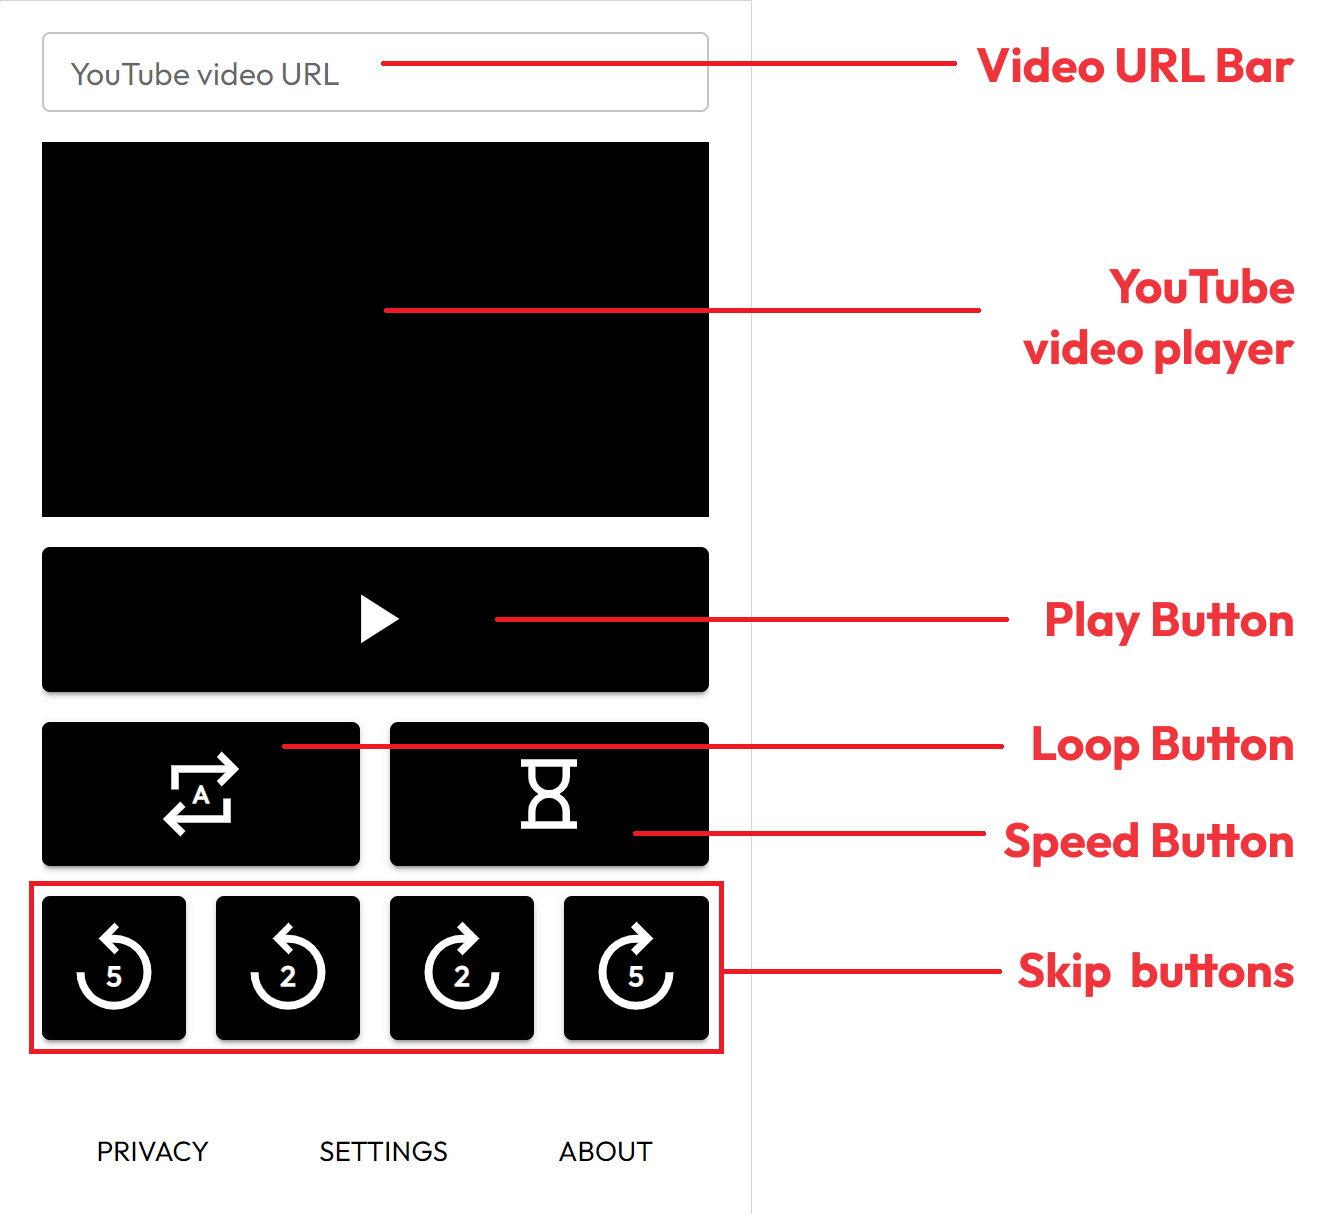 YouTube video URL
Video URL Bar
YouTube
video player
Play Button
Loop Button
A
Speed Button
5
2
2
5
Skip buttons
PRIVACY
SETTINGS
ABOUT